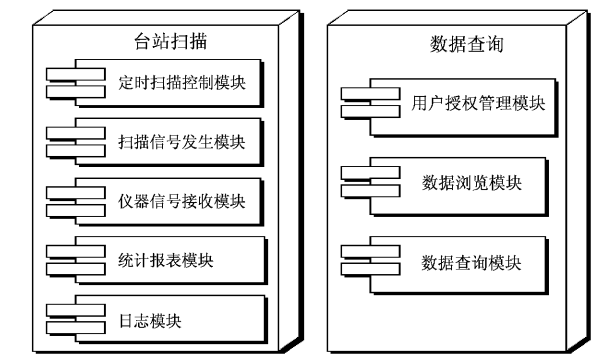 台站扫描
定时扫描控制模块
扫描信号发生模块
仪器信号接收模块
统计报表模块
日志模块
数据查询
用户授权管理模块
数据浏览模块
数据查询模块